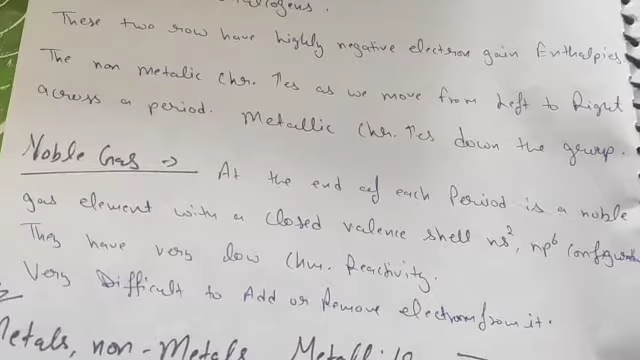 Halogens.
These two row have highly negative electron gain Enthalpies
The non Metalic Chr. ↑es as we move from Left to Right
across a period. Metallic Chr. ↑es down the group.
Noble Gas → At the end of each Period is a noble
gas element with a closed valence shell ns², np⁶ configuration
They have very low Chm. Reactivity.
Very Difficult to Add or Remove electron from it.
Metals, non-Metals